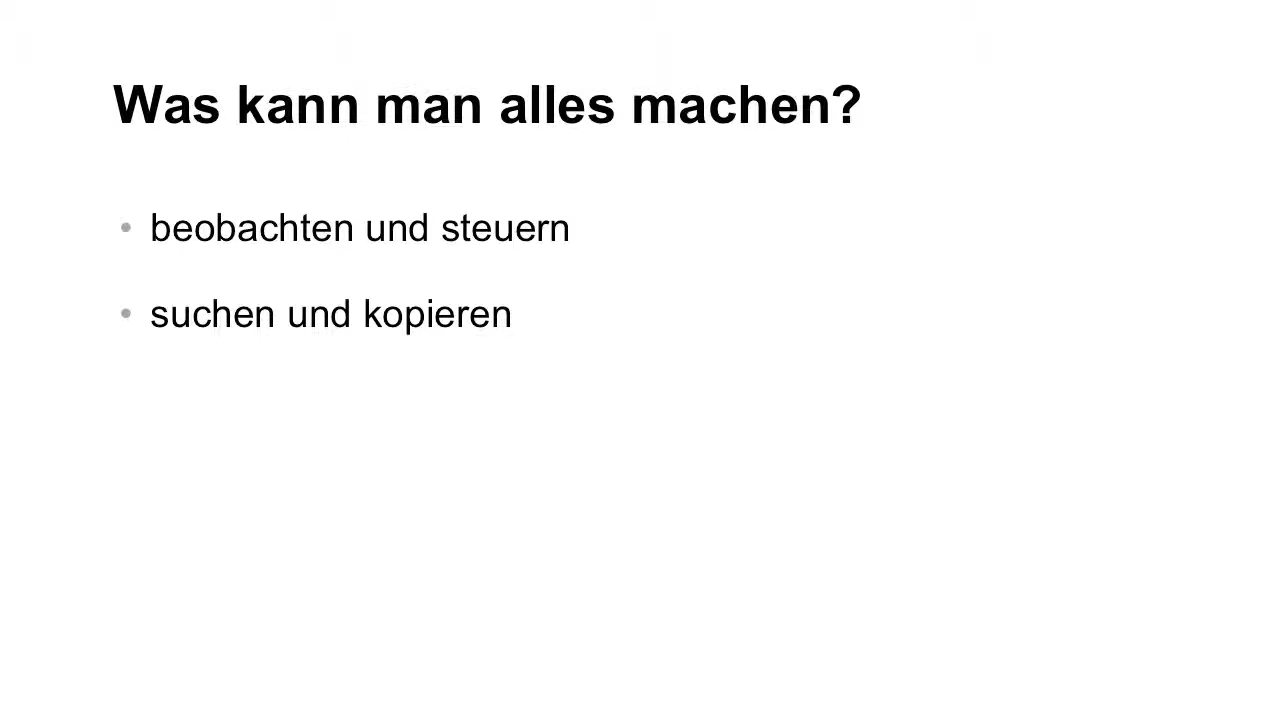 Was kann man alles machen?
• beobachten und steuern
• suchen und kopieren